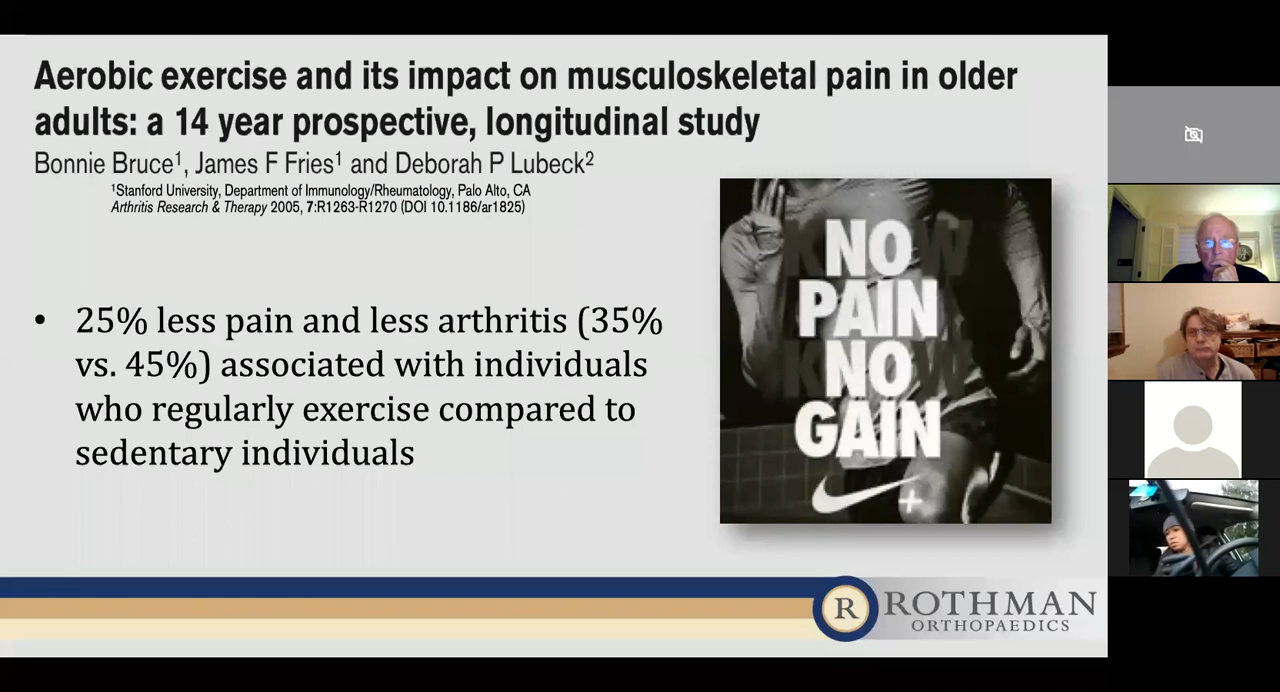 Aerobic exercise and its impact on musculoskeletal pain in older
adults: a 14 year prospective, longitudinal study
Bonnie Bruce¹, James F Fries¹ and Deborah P Lubeck²
¹Stanford University, Department of Immunology/Rheumatology, Palo Alto, CA
Arthritis Research & Therapy 2005, 7:R1263-R1270 (DOI 10.1186/ar1825)
• 25% less pain and less arthritis (35%
vs. 45%) associated with individuals
who regularly exercise compared to
sedentary individuals
KNOW
PAIN
KNOW
GAIN
+
R
ROTHMAN
ORTHOPAEDICS